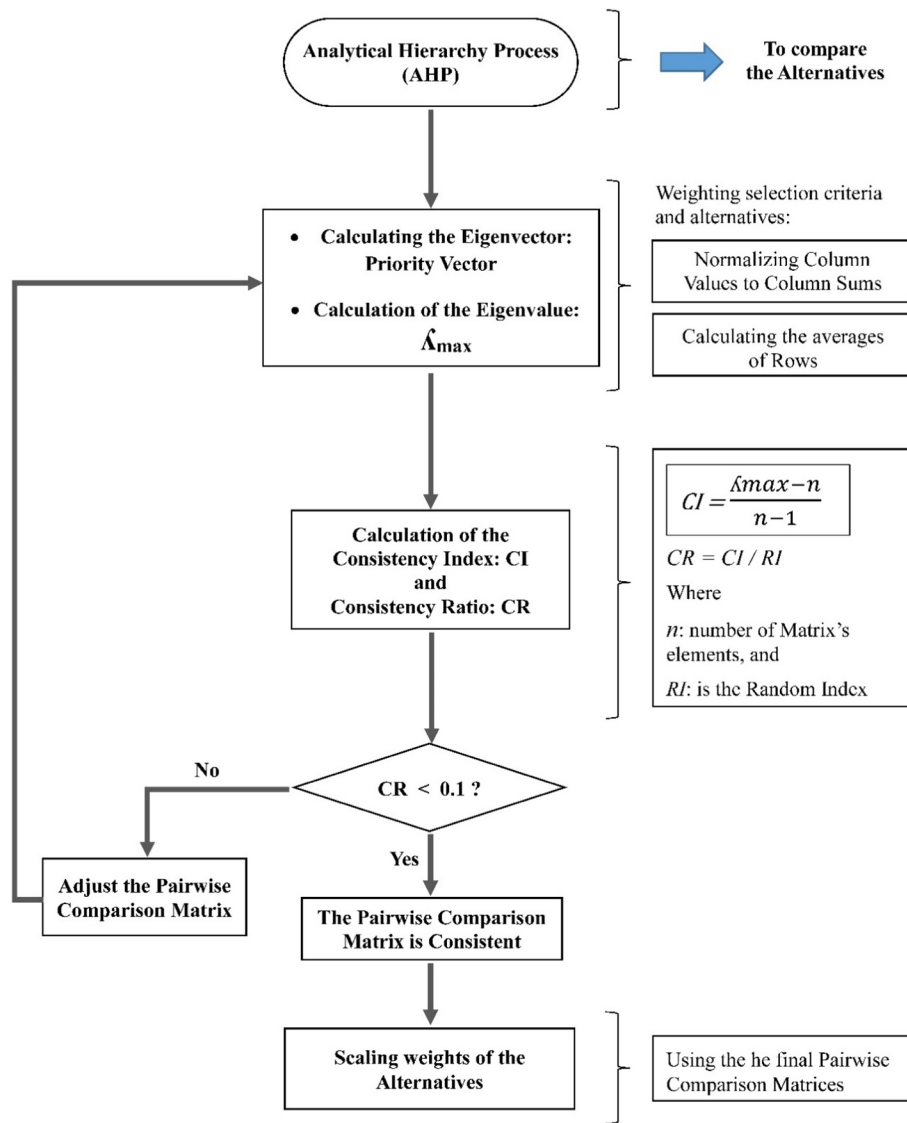 Analytical Hierarchy Process
(AHP)
To compare
the Alternatives
• Calculating the Eigenvector:
Priority Vector
• Calculation of the Eigenvalue:
ʎmax
Weighting selection criteria
and alternatives:
Normalizing Column
Values to Column Sums
Calculating the averages
of Rows
Calculation of the
Consistency Index: CI
and
Consistency Ratio: CR
CI = (ʎmax−n)/(n−1)
CR = CI / RI
Where
n: number of Matrix’s
elements, and
RI: is the Random Index
CR < 0.1 ?
No
Yes
Adjust the Pairwise
Comparison Matrix
The Pairwise Comparison
Matrix is Consistent
Scaling weights of the
Alternatives
Using the he final Pairwise
Comparison Matrices